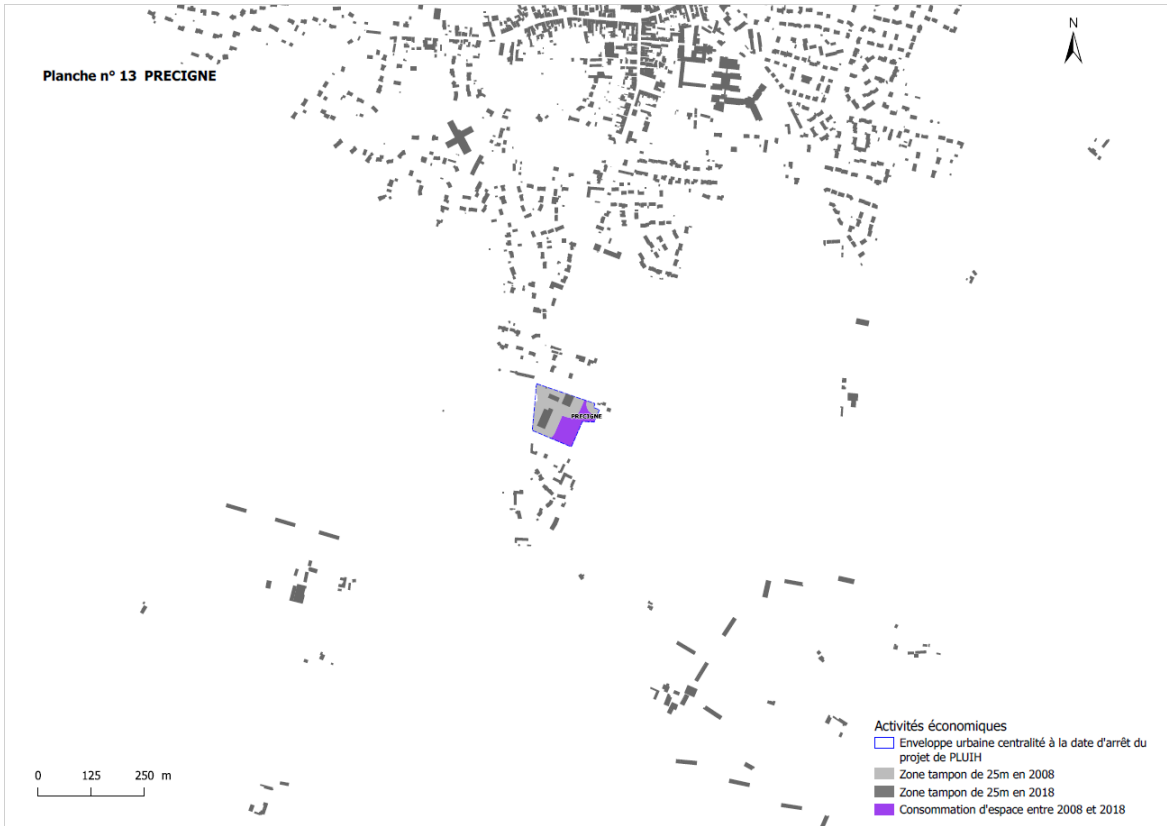 N
Planche n° 13 PRECIGNE
PRECIGNE
Activités économiques
Enveloppe urbaine centralité à la date d'arrêt du
projet de PLUIH
Zone tampon de 25m en 2008
Zone tampon de 25m en 2018
Consommation d'espace entre 2008 et 2018
0 125 250 m